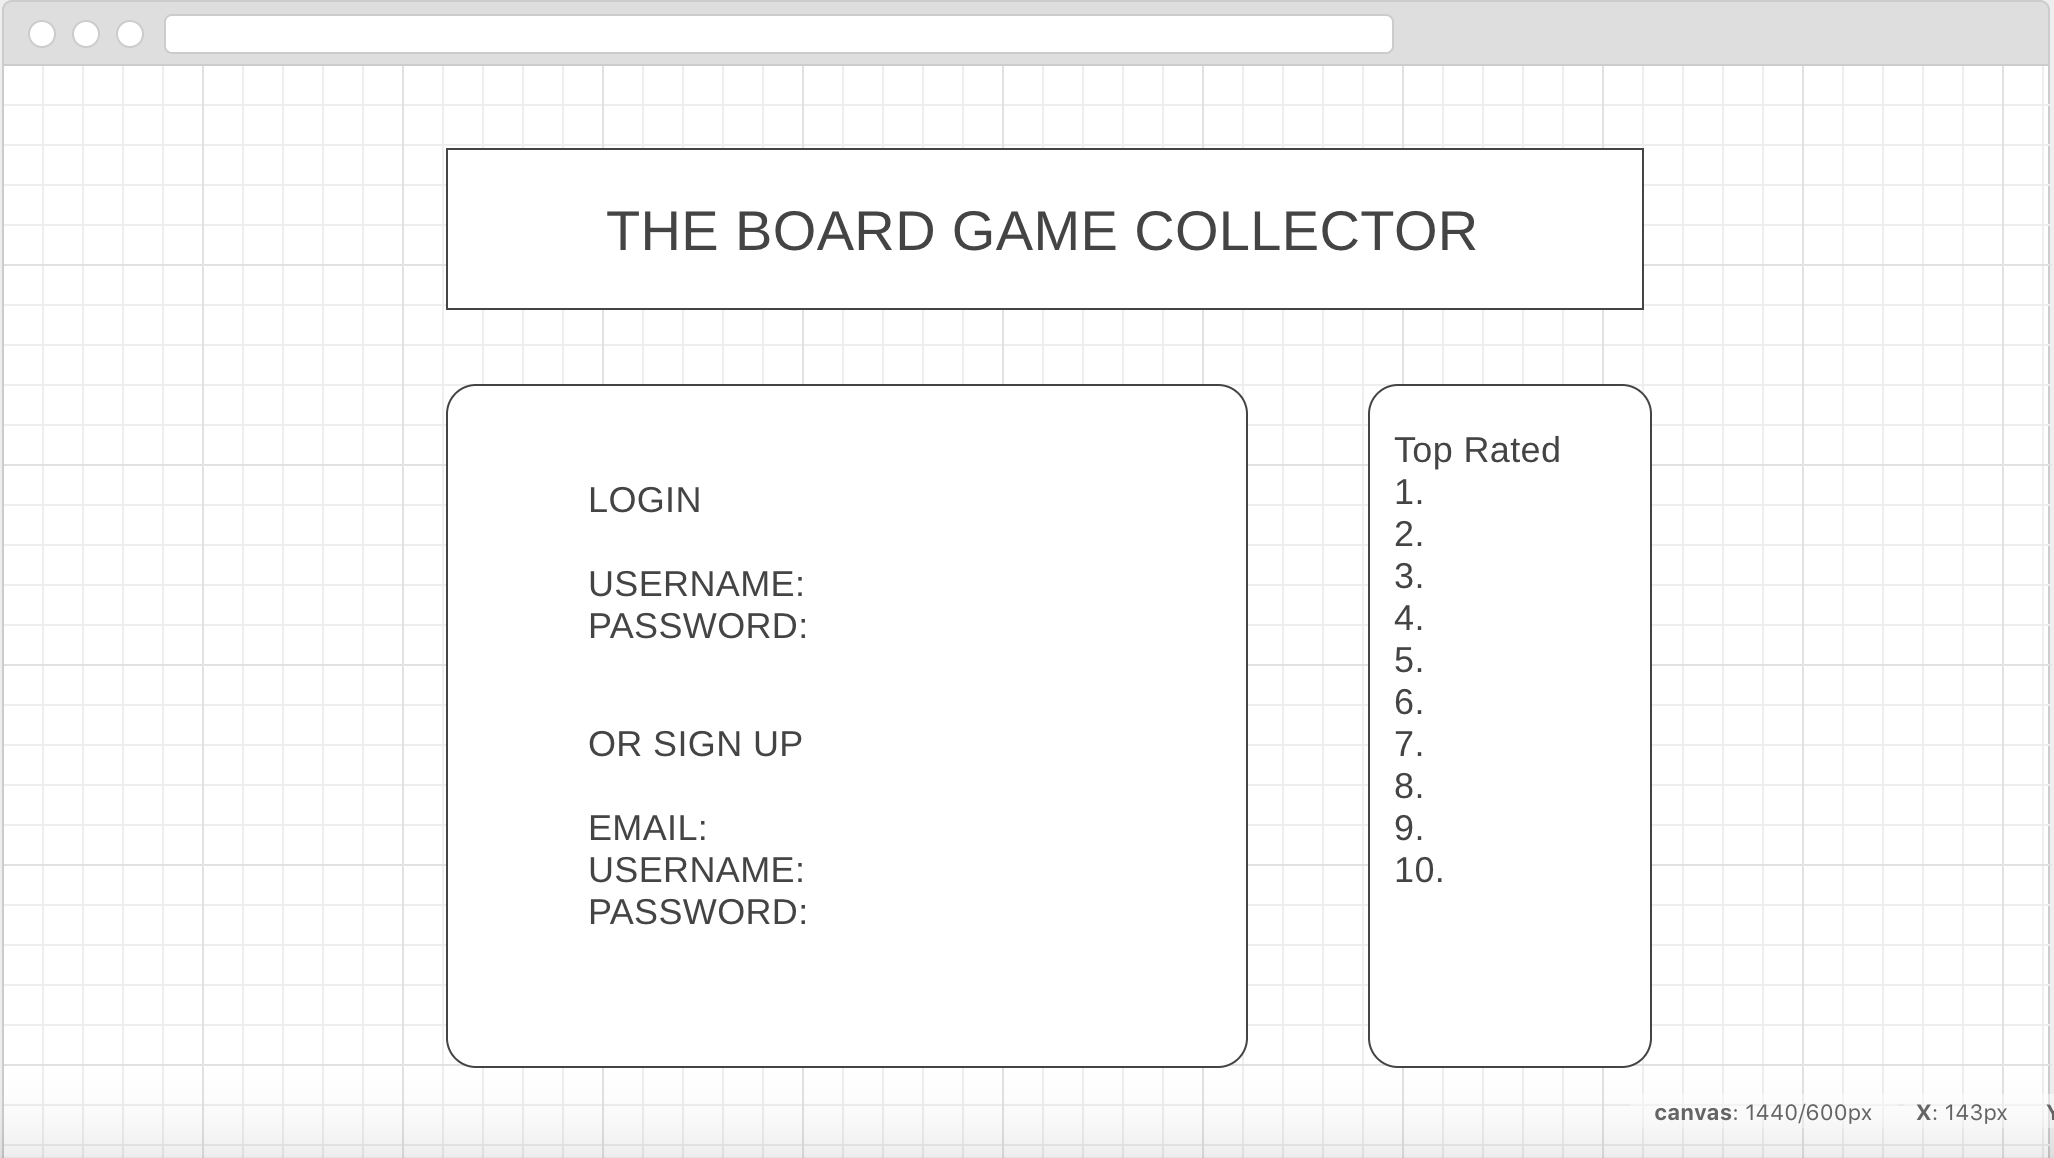 THE BOARD GAME COLLECTOR
LOGIN
USERNAME:
PASSWORD:
OR SIGN UP
EMAIL:
USERNAME:
PASSWORD:
Top Rated
1.
2.
3.
4.
5.
6.
7.
8.
9.
10.
canvas: 1440/600px X: 143px